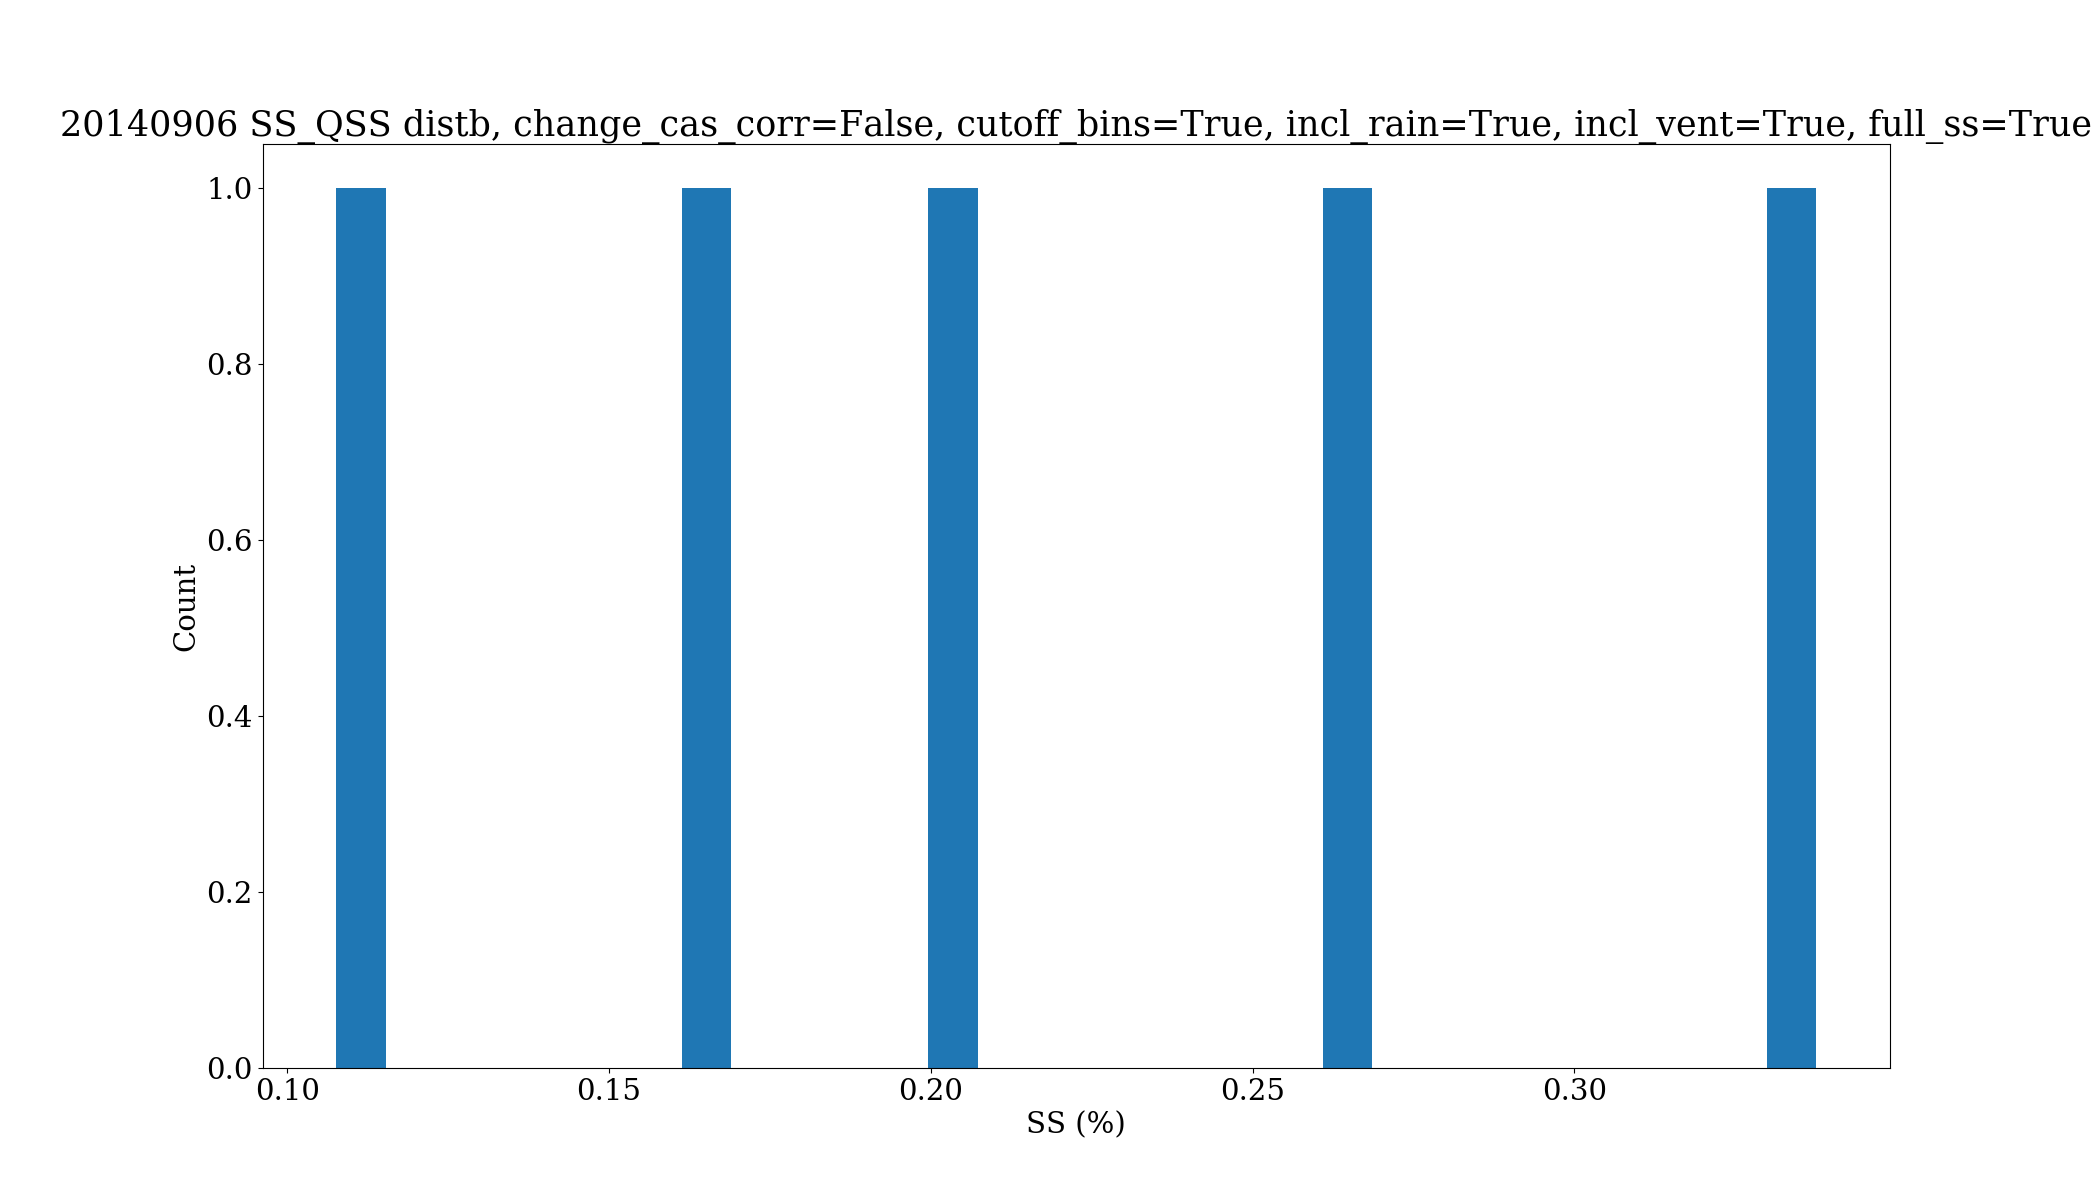 20140906 SS_QSS distb, change_cas_corr=False, cutoff_bins=True, incl_rain=True, incl_vent=True, full_ss=True
1.0
0.8
0.6
0.4
0.2
0.0
Count
0.10 0.15 0.20 0.25 0.30
SS (%)